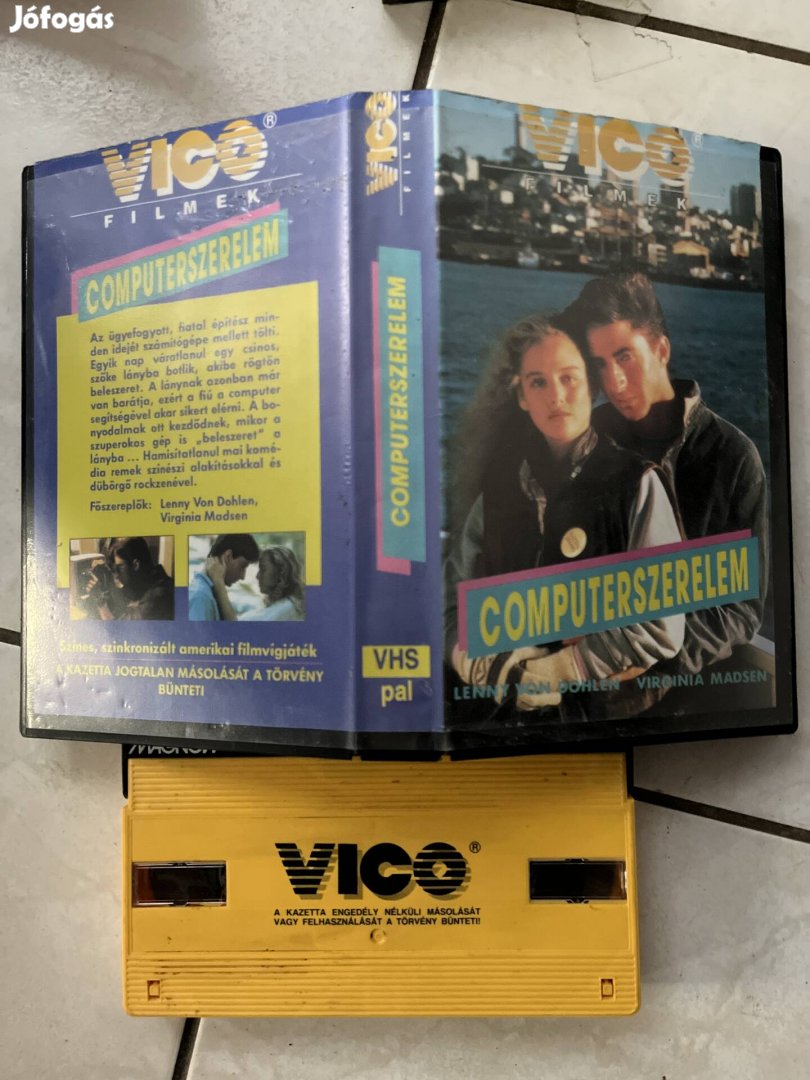 Jófogás
VICO®
FILMEK
COMPUTERSZERELEM
Az ügyefogyott, fiatal építész min-
den idejét számítógépe mellett tölti.
Egyik nap váratlanul egy csinos,
szőke lányba botlik, akibe rögtön
beleszeret. A lánynak azonban már
van barátja, ezért a fiú a computer
segítségével akar sikert elérni. A bo-
nyodalmak ott kezdődnek, mikor a
szuperokos gép is „beleszeret" a
lányba ... Hamisítatlanul mai komé-
dia remek színészi alakításokkal és
dübörgő rockzenével.
Főszereplők: Lenny Von Dohlen,
Virginia Madsen
Színes, szinkronizált amerikai filmvígjáték
A KAZETTA JOGTALAN MÁSOLÁSÁT A TÖRVÉNY
BÜNTETI
VICO
FILMEK
COMPUTERSZERELEM
VHS
pal
VICO®
FILMEK
COMPUTERSZERELEM
LENNY VON DOHLEN VIRGINIA MADSEN
VICO®
A KAZETTA ENGEDÉLY NÉLKÜLI MÁSOLÁSÁT
VAGY FELHASZNÁLÁSÁT A TÖRVÉNY BÜNTETI!
VICO®